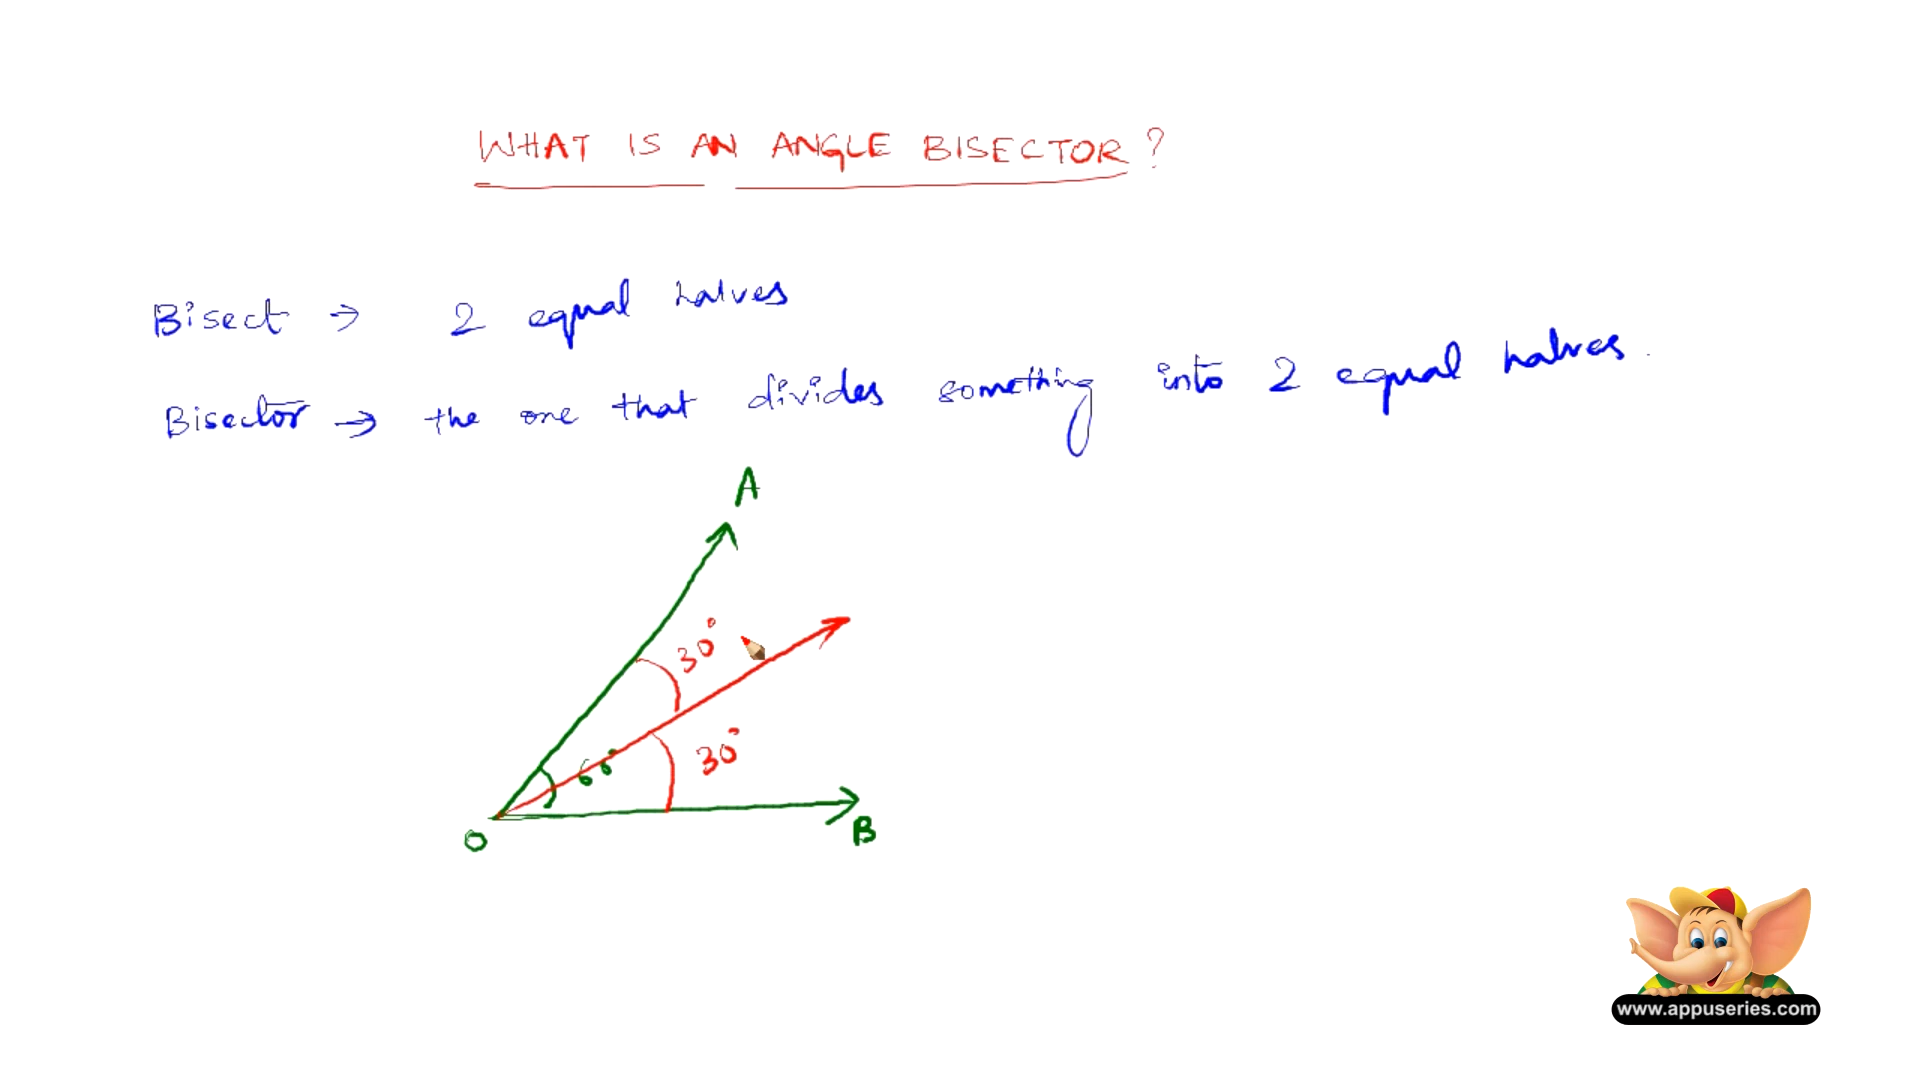 WHAT IS AN ANGLE BISECTOR?
Bisect → 2 equal halves
Bisector → the one that divides something into 2 equal halves.
A
30°
30°
60°
O
B
www.appuseries.com